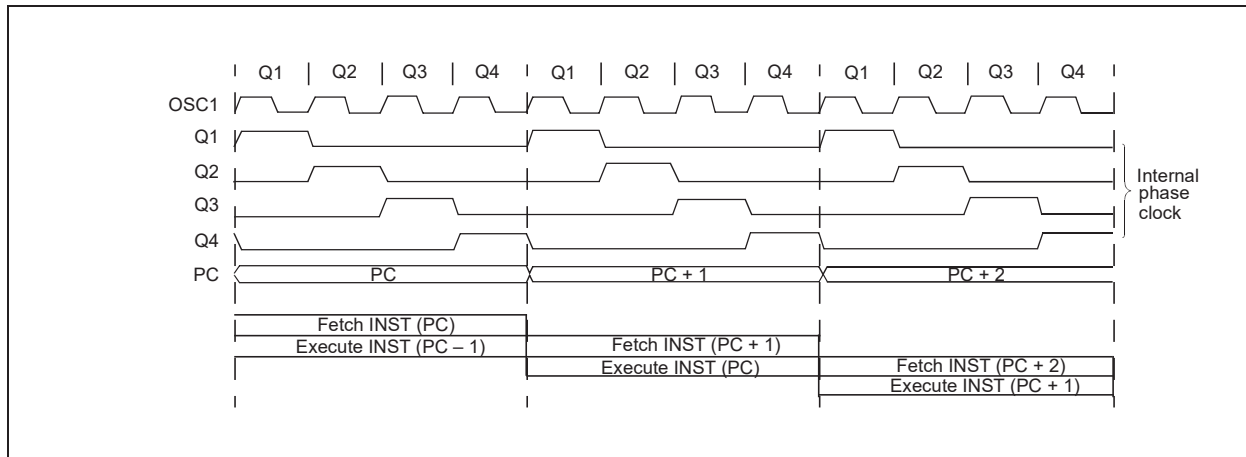 Q1 Q2 Q3 Q4 Q1 Q2 Q3 Q4 Q1 Q2 Q3 Q4
OSC1
Q1
Q2
Q3
Q4
PC
Internal
phase
clock
PC PC + 1 PC + 2
Fetch INST (PC)
Execute INST (PC – 1) Fetch INST (PC + 1)
Execute INST (PC) Fetch INST (PC + 2)
Execute INST (PC + 1)